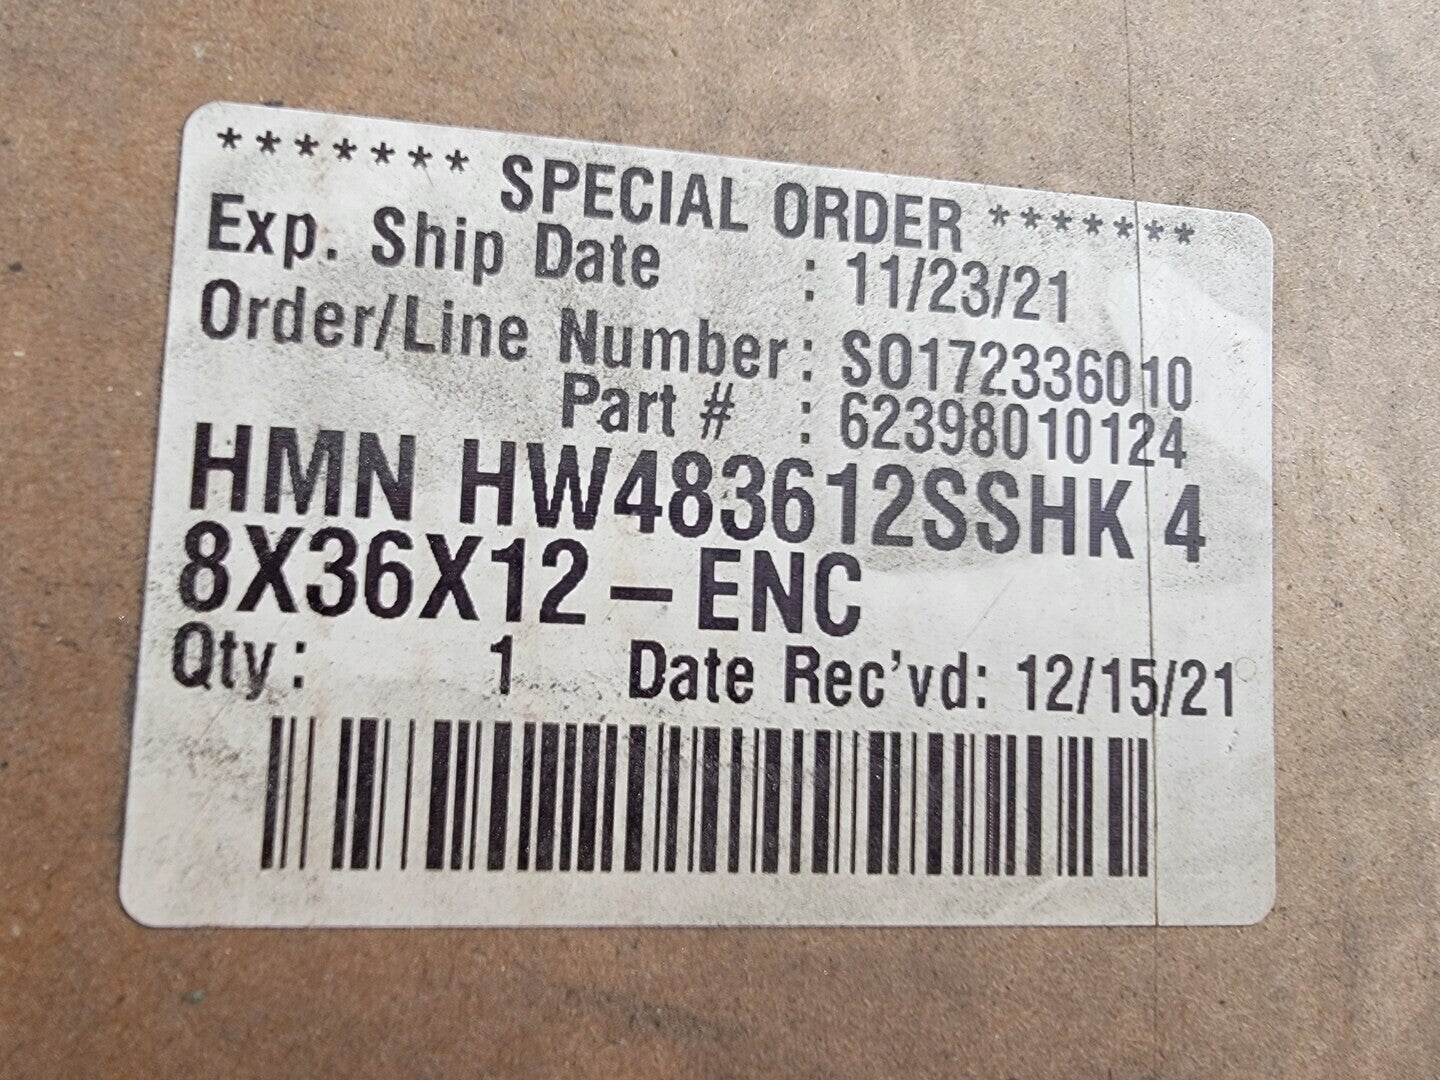 ******* SPECIAL ORDER *******
Exp. Ship Date : 11/23/21
Order/Line Number: SO172336010
Part # : 62398010124
HMN HW483612SSHK 4
8X36X12-ENC
Qty: 1 Date Rec'vd: 12/15/21